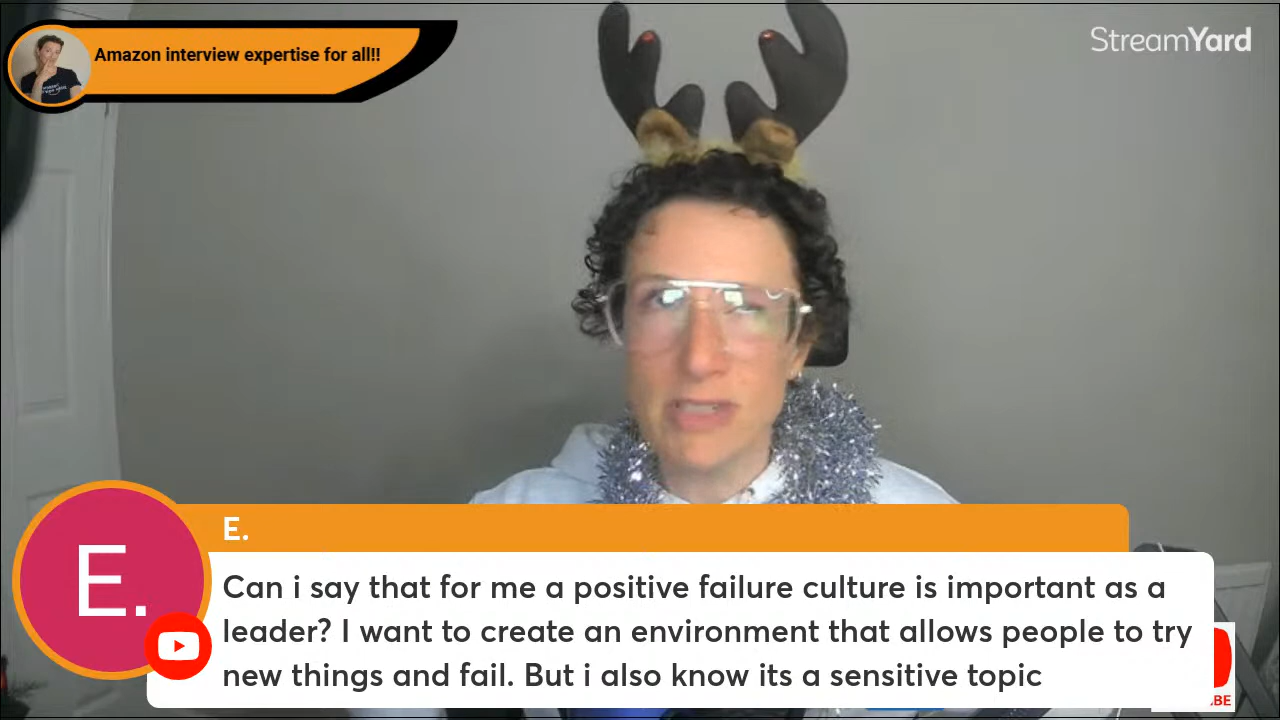 Amazon interview expertise for all!!
StreamYard
E.
E.
Can i say that for me a positive failure culture is important as a
leader? I want to create an environment that allows people to try
new things and fail. But i also know its a sensitive topic